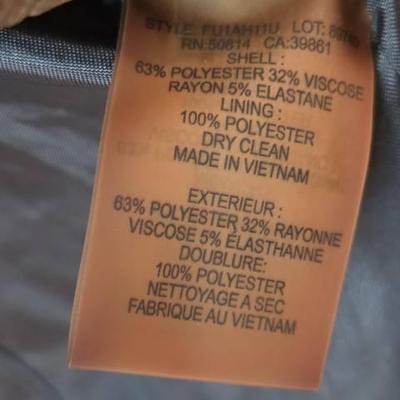 STYLE: FU1AH11U LOT:
RN:50814 CA:39861
SHELL :
63% POLYESTER 32% VISCOSE
RAYON 5% ELASTANE
LINING :
100% POLYESTER
DRY CLEAN
MADE IN VIETNAM
EXTERIEUR :
63% POLYESTER 32% RAYONNE
VISCOSE 5% ÉLASTHANNE
DOUBLURE:
100% POLYESTER
NETTOYAGE A SEC
FABRIQUE AU VIETNAM